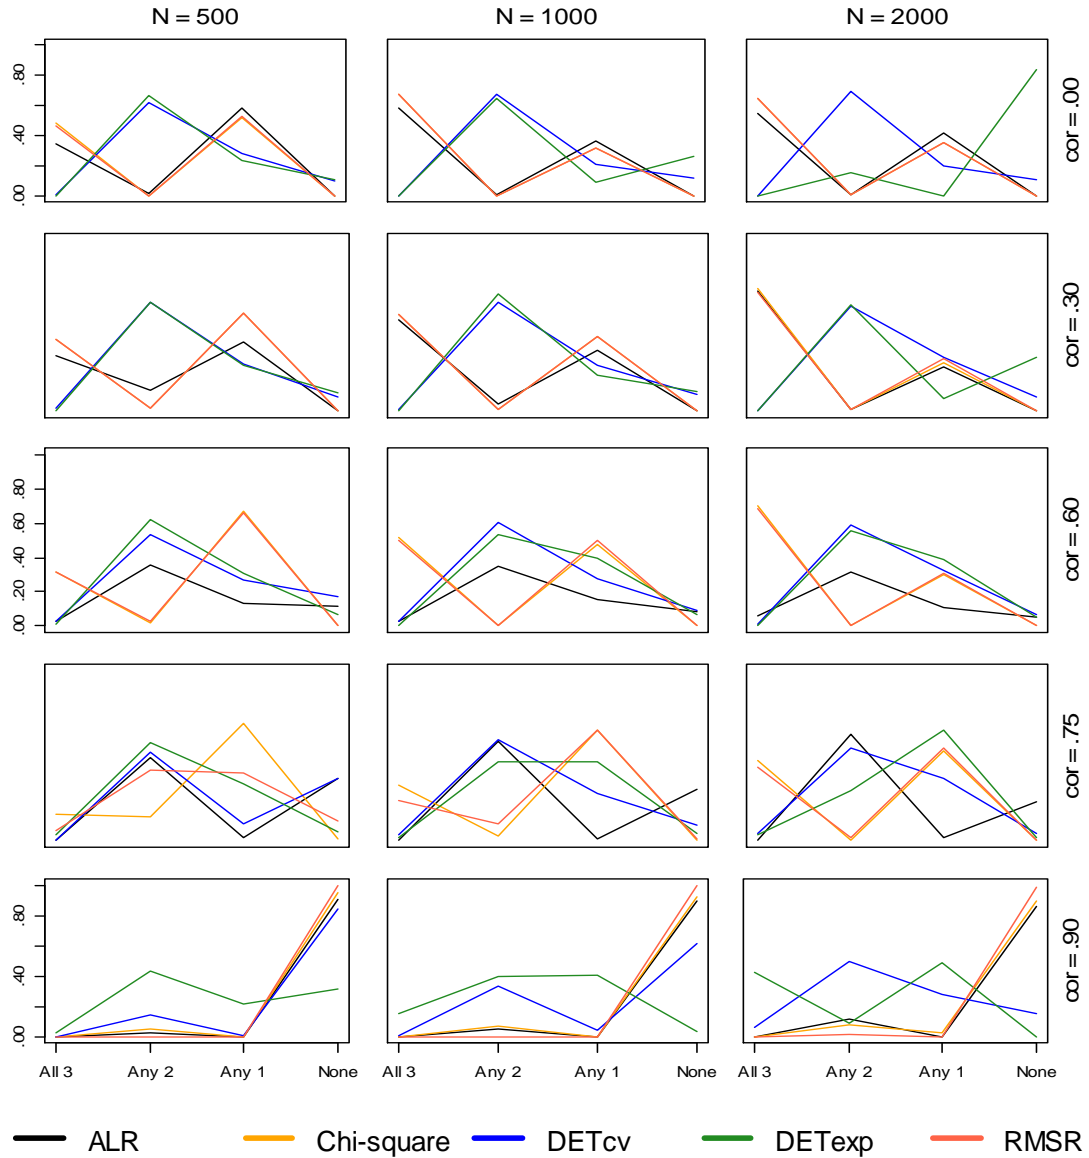 N = 500 N = 1000 N = 2000
.00 .40 .80
cor = .00
cor = .30
.00 .20 .40 .60 .80
cor = .60
cor = .75
.00 .40 .80
cor = .90
All 3 Any 2 Any 1 None All 3 Any 2 Any 1 None All 3 Any 2 Any 1 None
ALR Chi-square DETcv DETexp RMSR